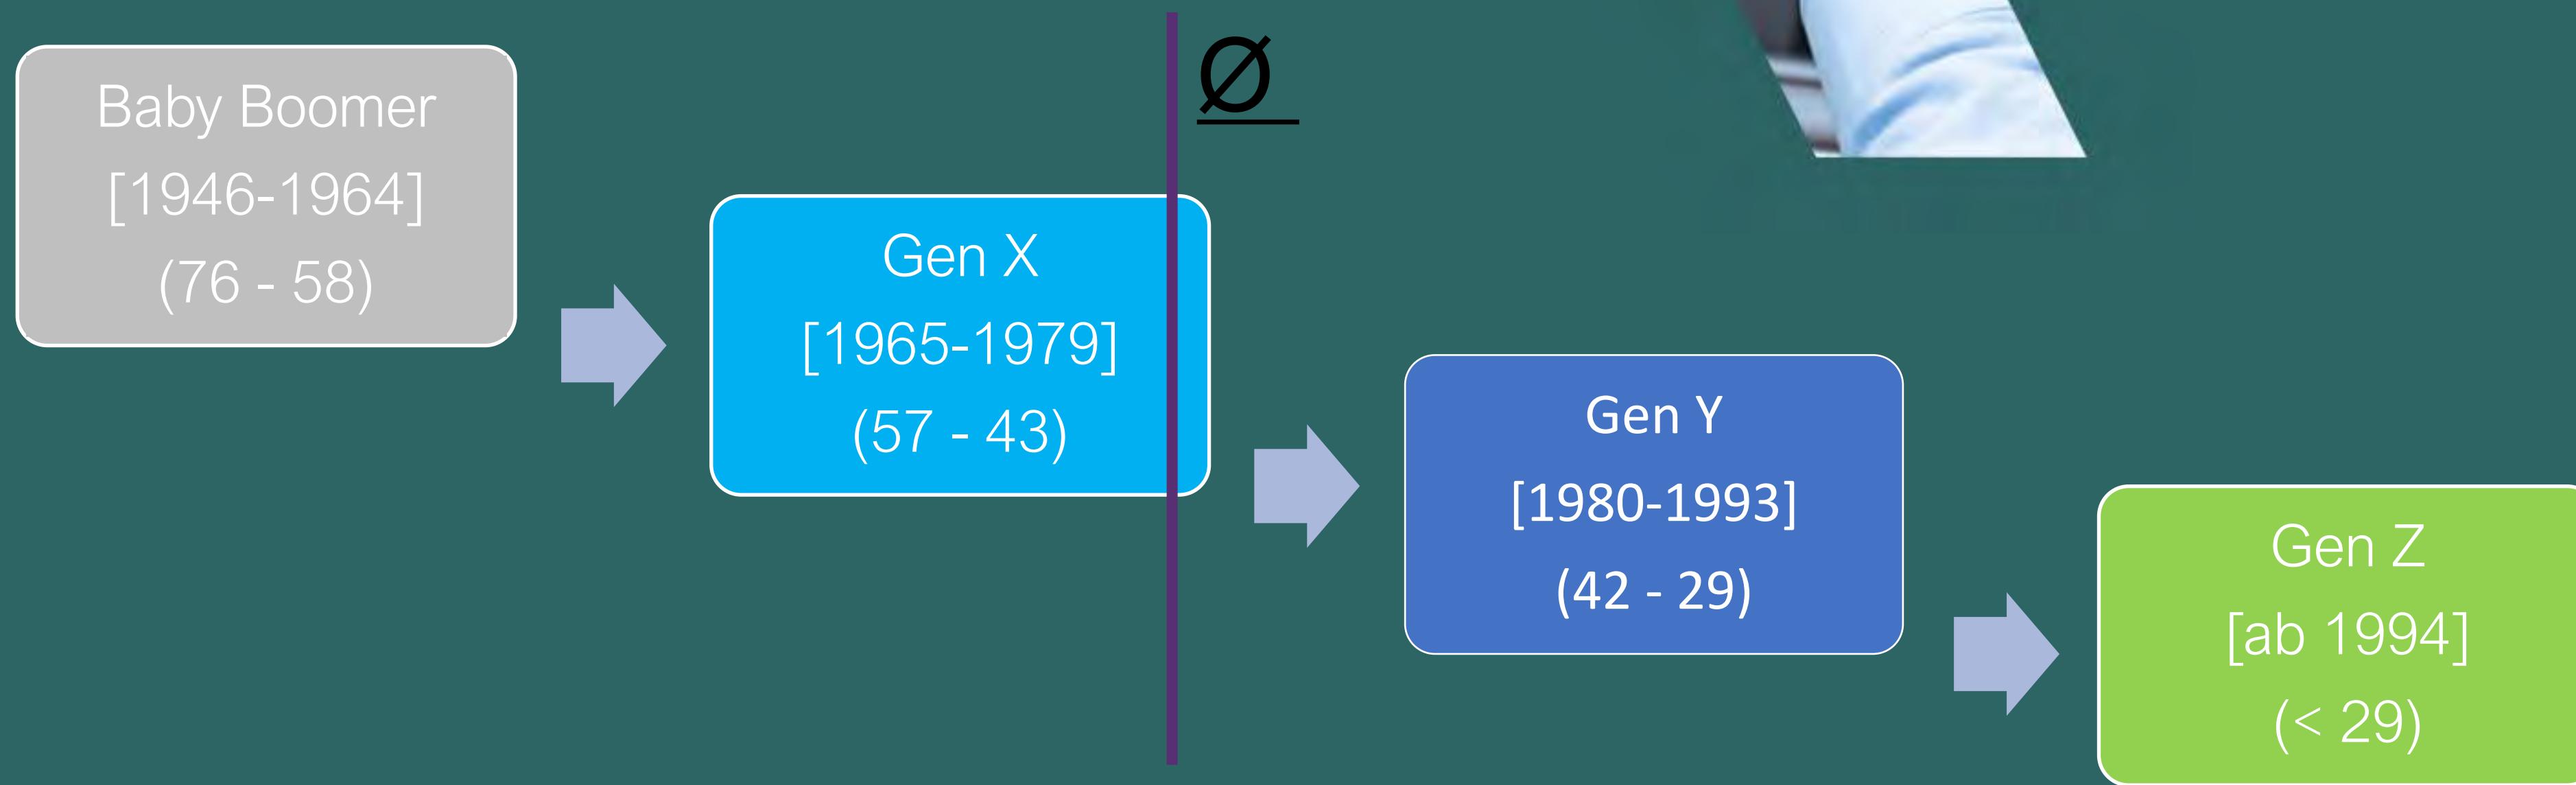 Baby Boomer
[1946-1964]
(76 - 58)
Ø
Gen X
[1965-1979]
(57 - 43)
Gen Y
[1980-1993]
(42 - 29)
Gen Z
[ab 1994]
(< 29)